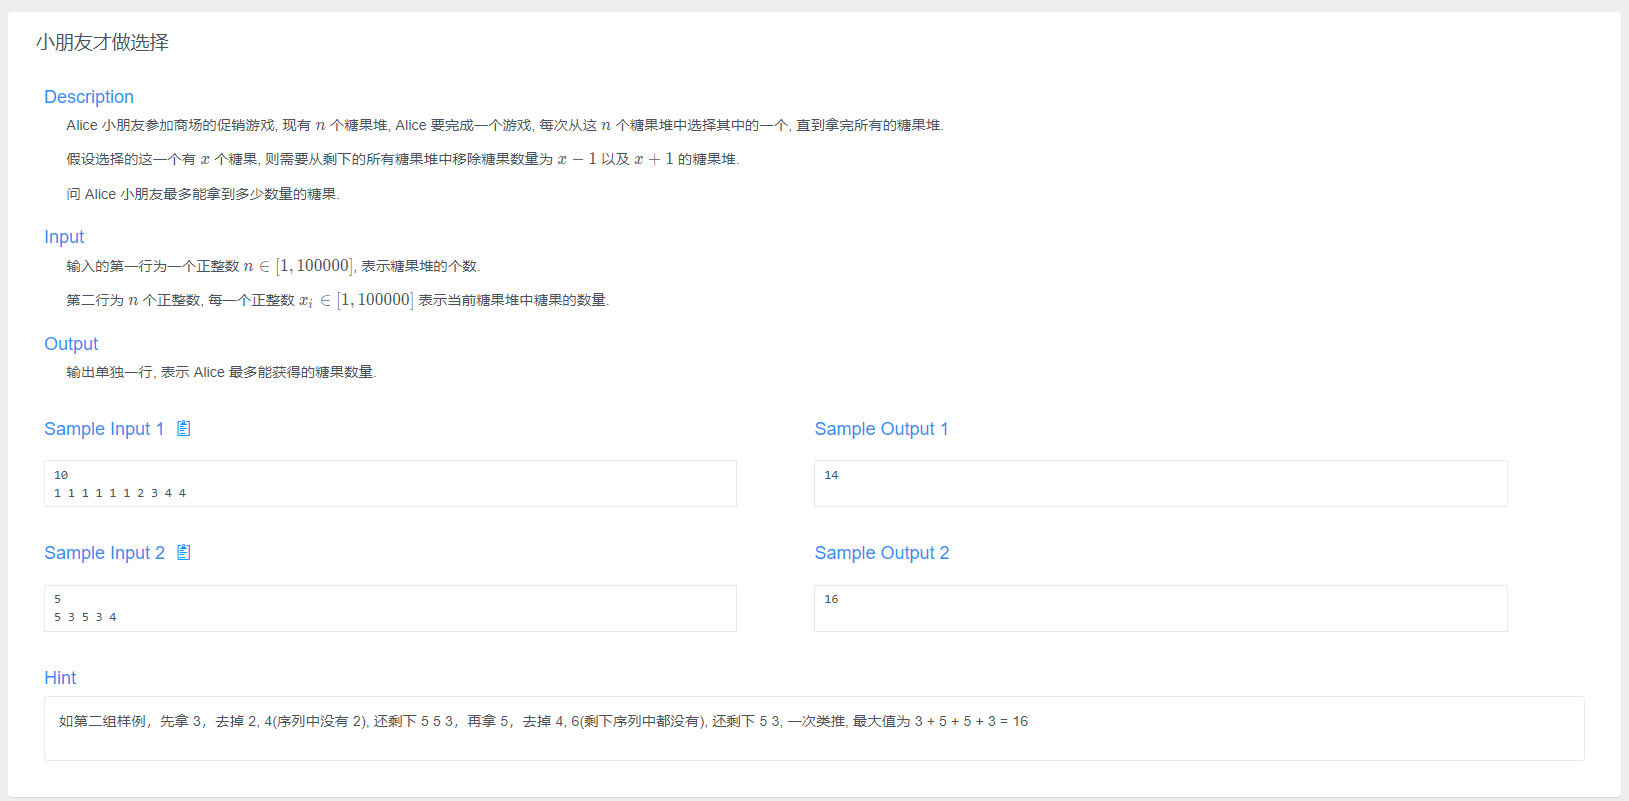 小朋友才做选择
Description
Alice 小朋友参加商场的促销游戏, 现有 n 个糖果堆, Alice 要完成一个游戏, 每次从这 n 个糖果堆中选择其中的一个, 直到拿完所有的糖果堆.
假设选择的这一个有 x 个糖果, 则需要从剩下的所有糖果堆中移除糖果数量为 x − 1 以及 x + 1 的糖果堆.
问 Alice 小朋友最多能拿到多少数量的糖果.
Input
输入的第一行为一个正整数 n ∈ [1, 100000], 表示糖果堆的个数.
第二行为 n 个正整数, 每一个正整数 xᵢ ∈ [1, 100000] 表示当前糖果堆中糖果的数量.
Output
输出单独一行, 表示 Alice 最多能获得的糖果数量.
Sample Input 1
10
1 1 1 1 1 1 2 3 4 4
Sample Output 1
14
Sample Input 2
5
5 3 5 3 4
Sample Output 2
16
Hint
如第二组样例，先拿 3，去掉 2, 4(序列中没有 2), 还剩下 5 5 3，再拿 5，去掉 4, 6(剩下序列中都没有), 还剩下 5 3, 一次类推, 最大值为 3 + 5 + 5 + 3 = 16